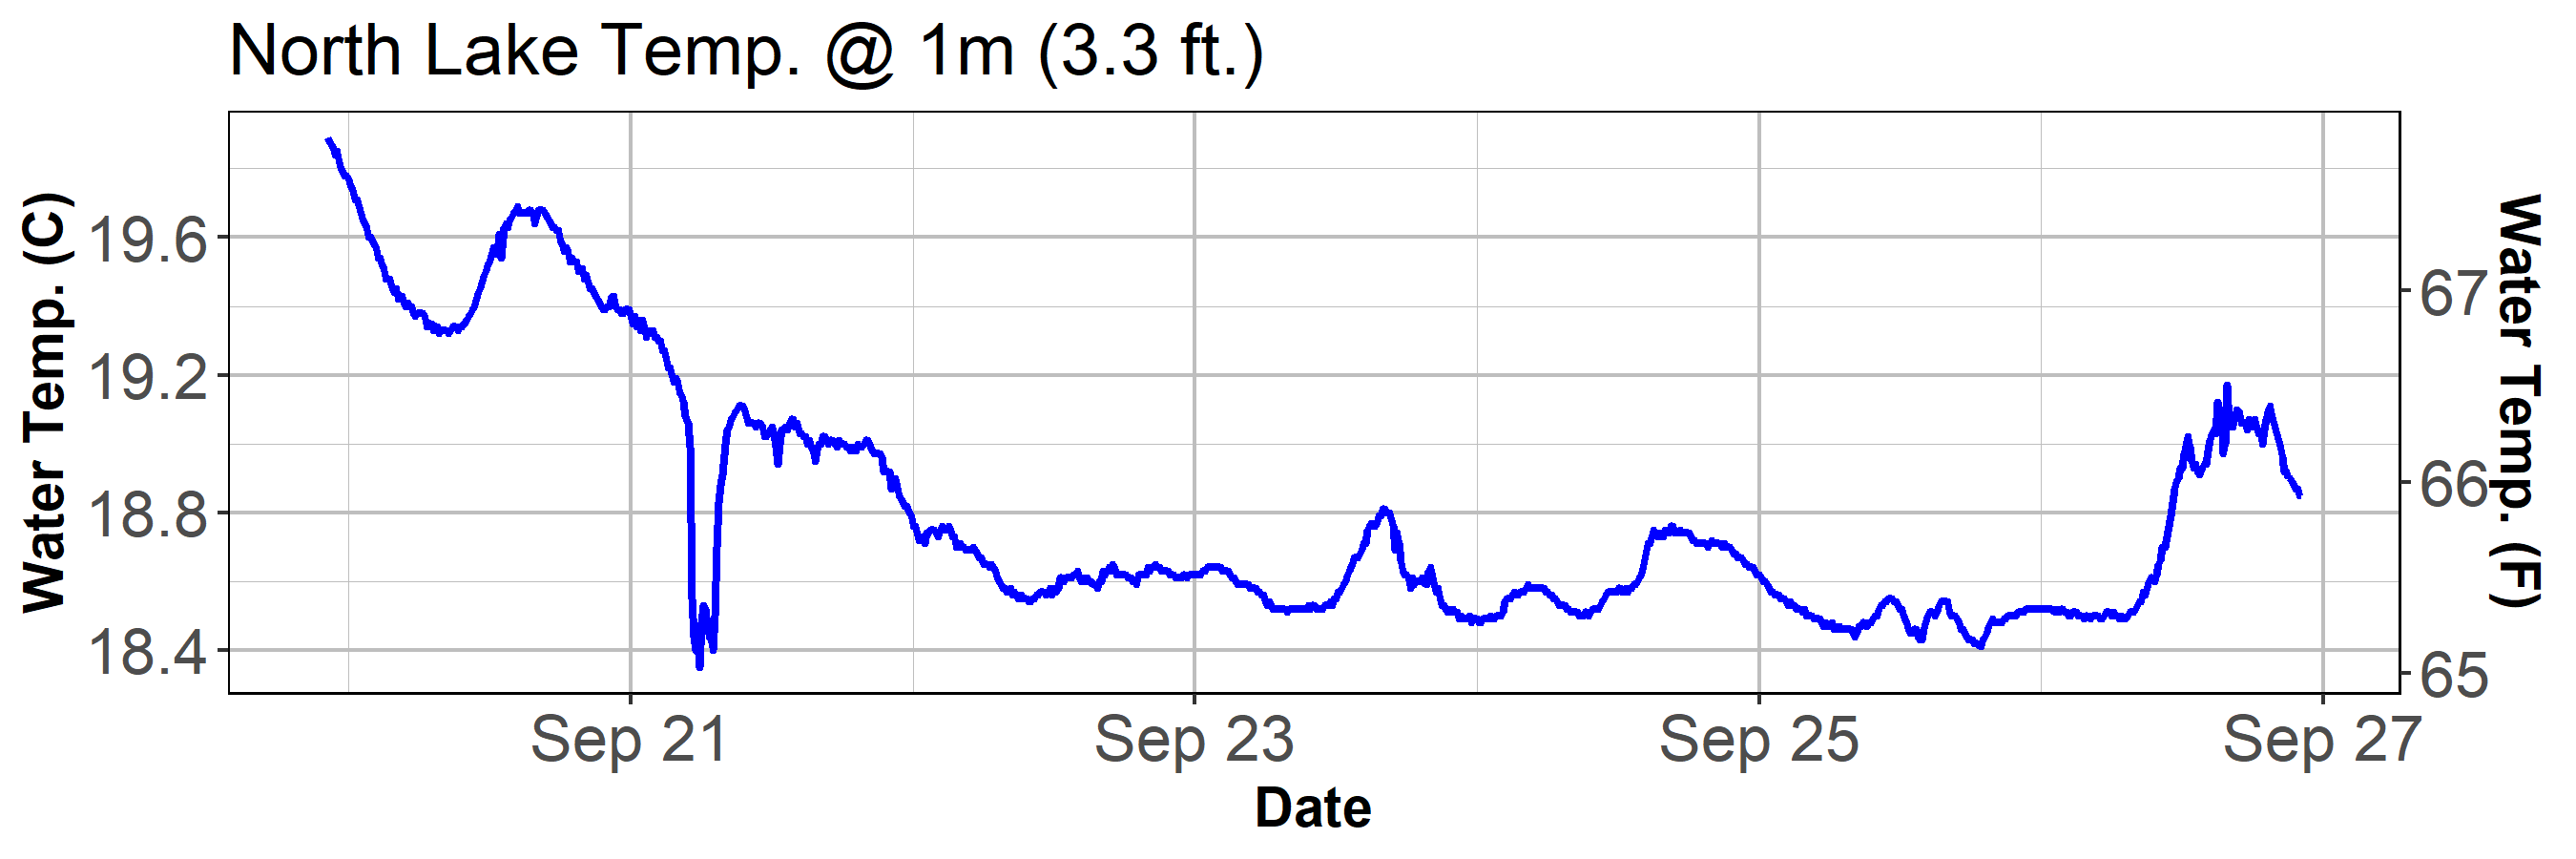 North Lake Temp. @ 1m (3.3 ft.)
Water Temp. (C)
19.6
19.2
18.8
18.4
67
66
65
Water Temp. (F)
Sep 21 Sep 23 Sep 25 Sep 27
Date